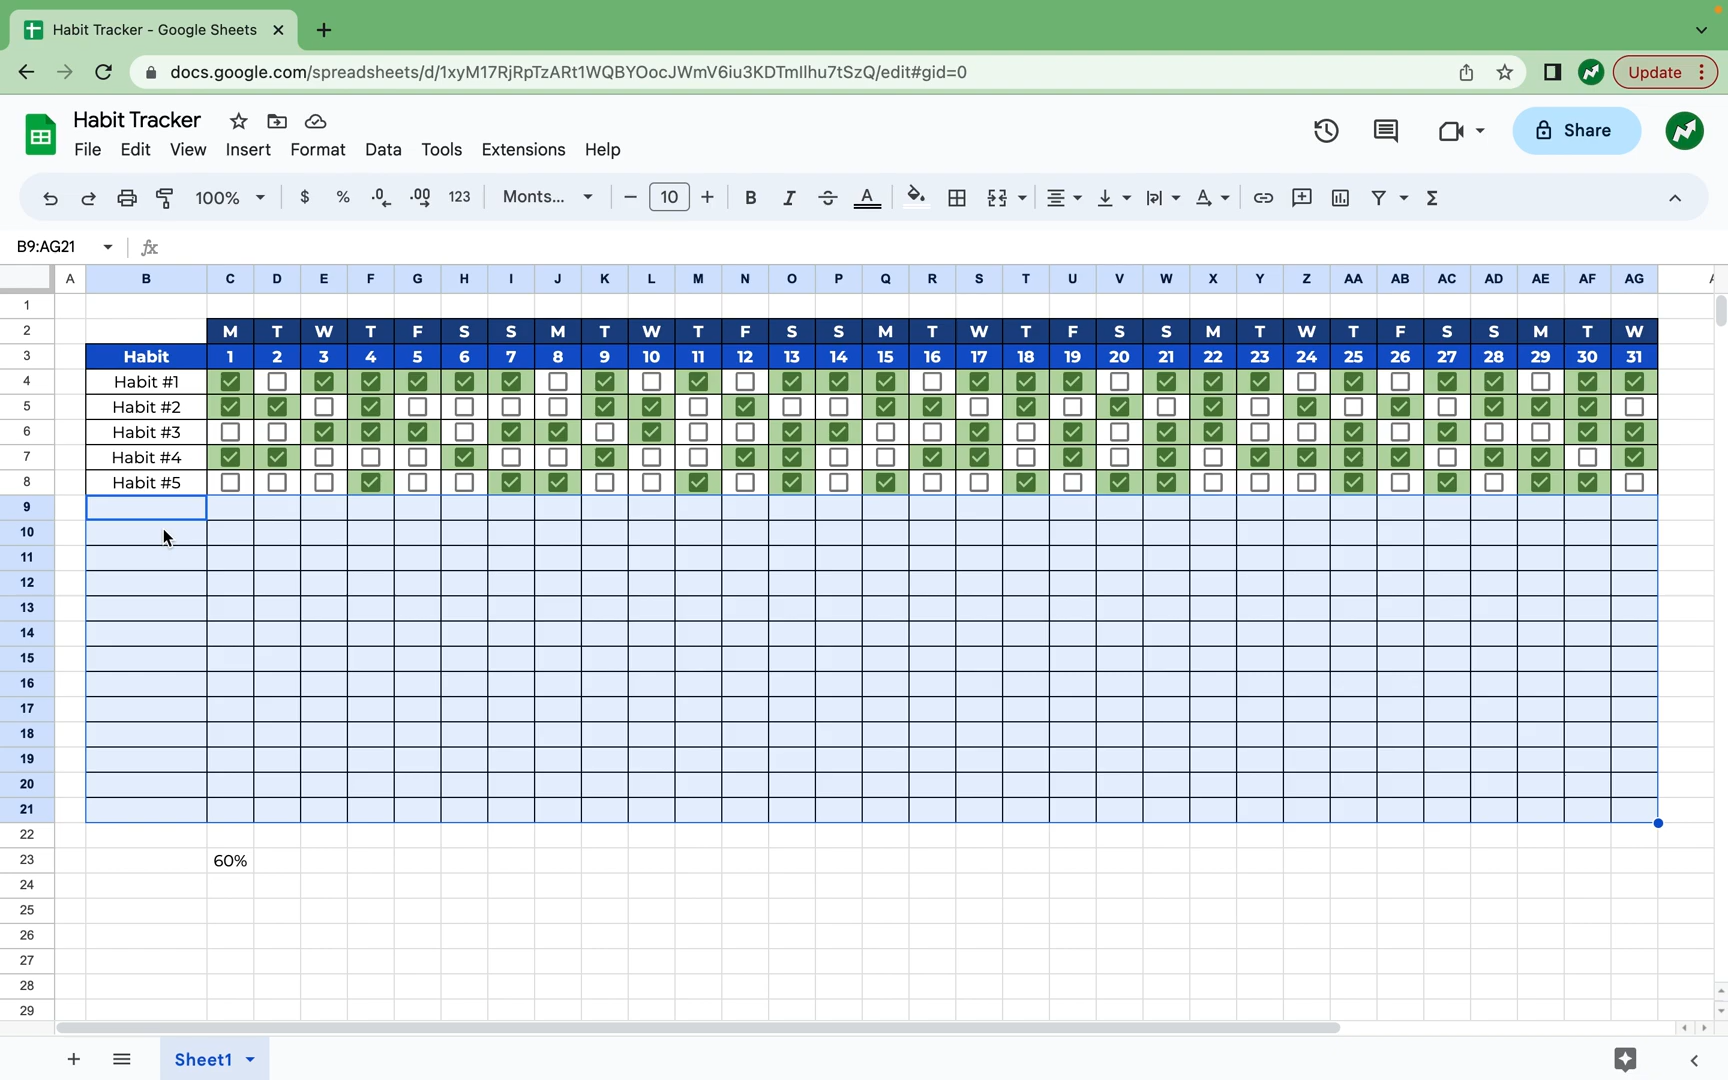 Habit Tracker - Google Sheets
docs.google.com/spreadsheets/d/1xyM17RjRpTzARt1WQBYOocJWmV6iu3KDTmIlhu7tSzQ/edit#gid=0
Update
Habit Tracker
File Edit View Insert Format Data Tools Extensions Help
Share
100% $ % .0 .00 123 Monts... − 10 + B I S A Σ
B9:AG21 fx
A B C D E F G H I J K L M N O P Q R S T U V W X Y Z AA AB AC AD AE AF AG
1
2 M T W T F S S M T W T F S S M T W T F S S M T W T F S S M T W
3 Habit 1 2 3 4 5 6 7 8 9 10 11 12 13 14 15 16 17 18 19 20 21 22 23 24 25 26 27 28 29 30 31
4 Habit #1
5 Habit #2
6 Habit #3
7 Habit #4
8 Habit #5
9
10
11
12
13
14
15
16
17
18
19
20
21
22
23 60%
24
25
26
27
28
29
Sheet1